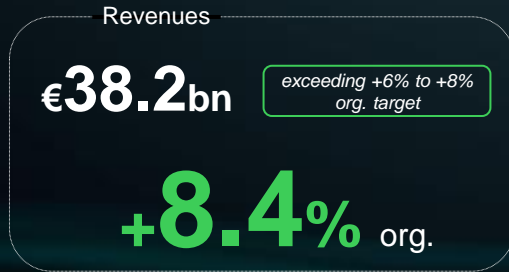 Revenues
€38.2bn
exceeding +6% to +8%
org. target
+8.4% org.